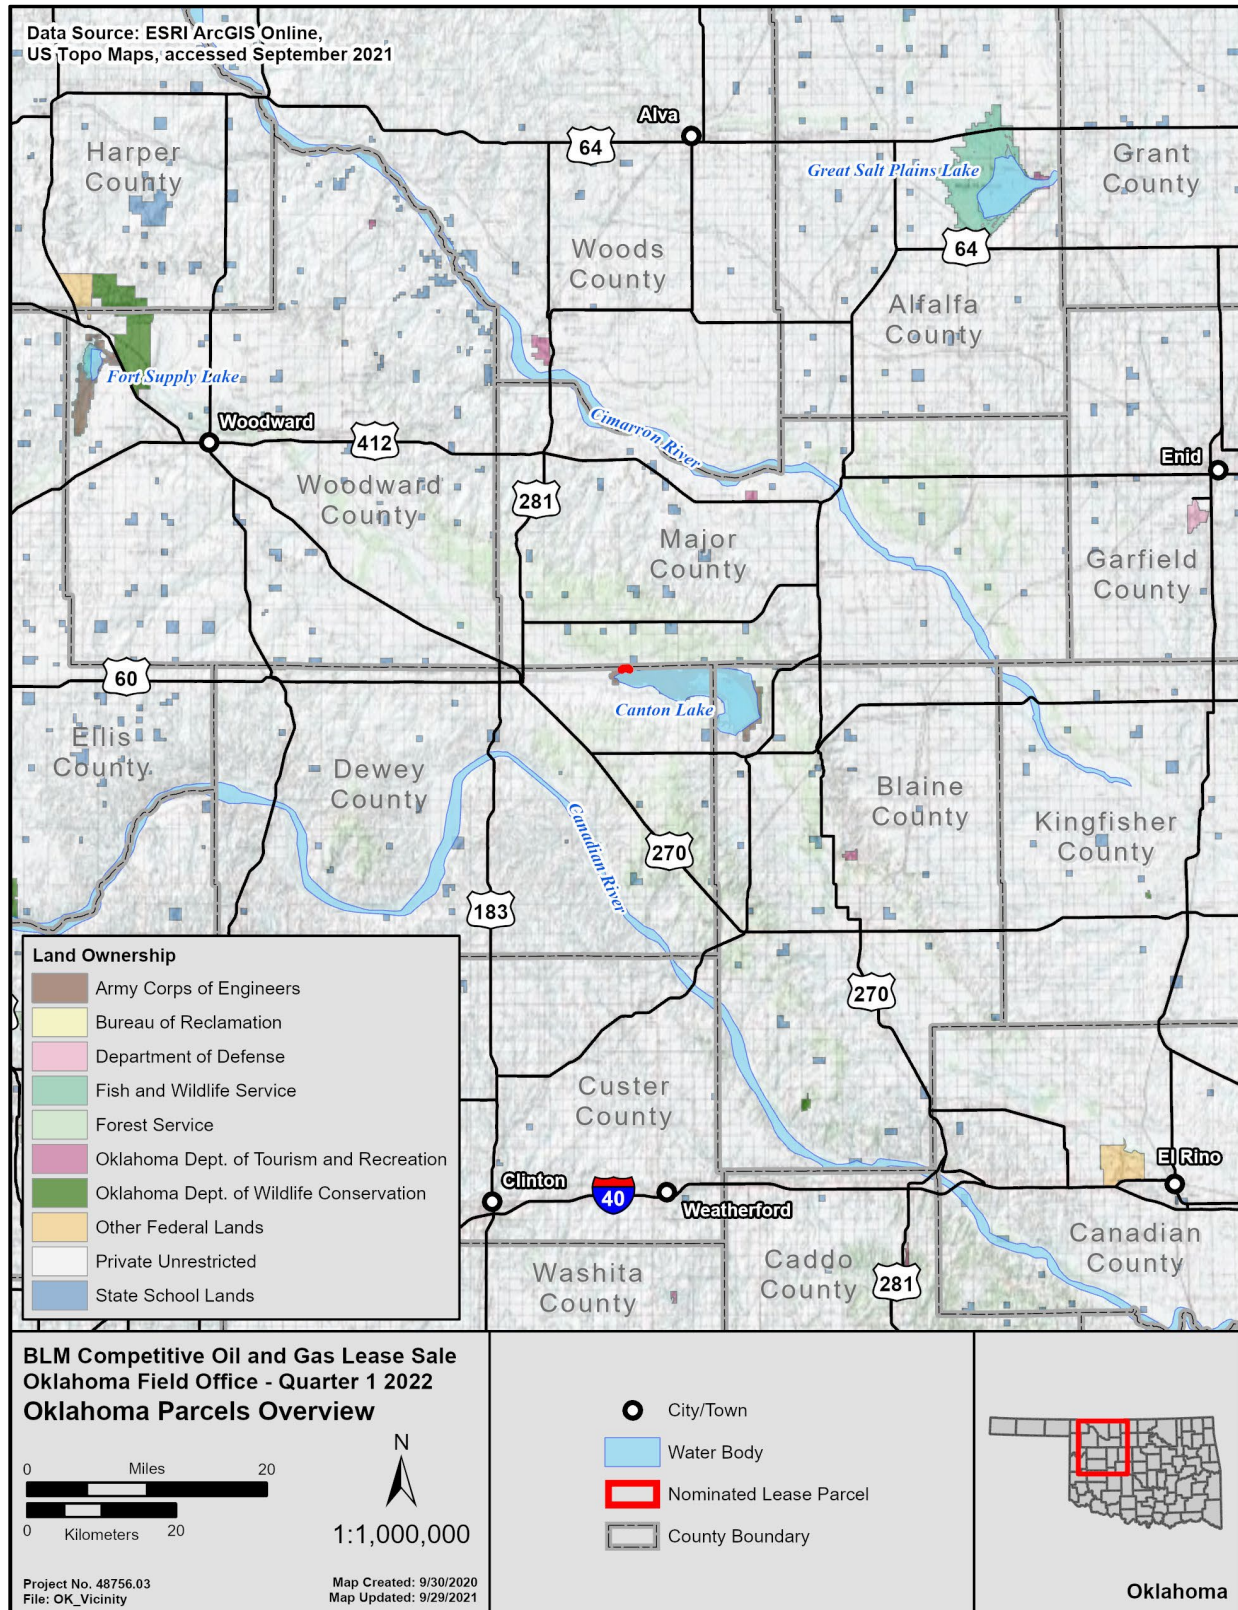 Data Source: ESRI ArcGIS Online,
US Topo Maps, accessed September 2021
Alva
64
Harper
County
Great Salt Plains Lake
Grant
County
Woods
County
64
Alfalfa
County
Fort Supply Lake
Woodward
412
Cimarron River
Enid
Woodward
County
281
Major
County
Garfield
County
60
Canton Lake
Ellis
County
Dewey
County
Blaine
County
Canadian River
Kingfisher
County
270
183
270
Custer
County
Clinton
40
Weatherford
El Rino
Canadian
County
Washita
County
Caddo
County
281
Land Ownership
Army Corps of Engineers
Bureau of Reclamation
Department of Defense
Fish and Wildlife Service
Forest Service
Oklahoma Dept. of Tourism and Recreation
Oklahoma Dept. of Wildlife Conservation
Other Federal Lands
Private Unrestricted
State School Lands
BLM Competitive Oil and Gas Lease Sale
Oklahoma Field Office - Quarter 1 2022
Oklahoma Parcels Overview
0 Miles 20
0 Kilometers 20
N
1:1,000,000
Project No. 48756.03
File: OK_Vicinity
Map Created: 9/30/2020
Map Updated: 9/29/2021
City/Town
Water Body
Nominated Lease Parcel
County Boundary
Oklahoma